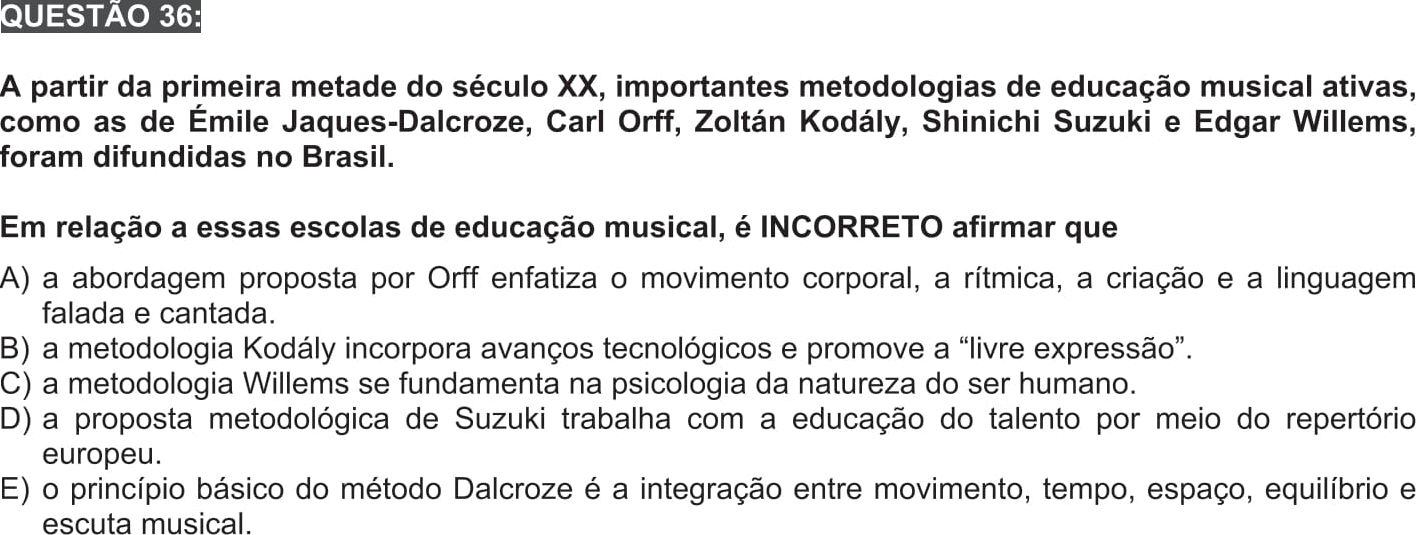 QUESTÃO 36:
A partir da primeira metade do século XX, importantes metodologias de educação musical ativas,
como as de Émile Jaques-Dalcroze, Carl Orff, Zoltán Kodály, Shinichi Suzuki e Edgar Willems,
foram difundidas no Brasil.
Em relação a essas escolas de educação musical, é INCORRETO afirmar que
A) a abordagem proposta por Orff enfatiza o movimento corporal, a rítmica, a criação e a linguagem
falada e cantada.
B) a metodologia Kodály incorpora avanços tecnológicos e promove a “livre expressão”.
C) a metodologia Willems se fundamenta na psicologia da natureza do ser humano.
D) a proposta metodológica de Suzuki trabalha com a educação do talento por meio do repertório
europeu.
E) o princípio básico do método Dalcroze é a integração entre movimento, tempo, espaço, equilíbrio e
escuta musical.